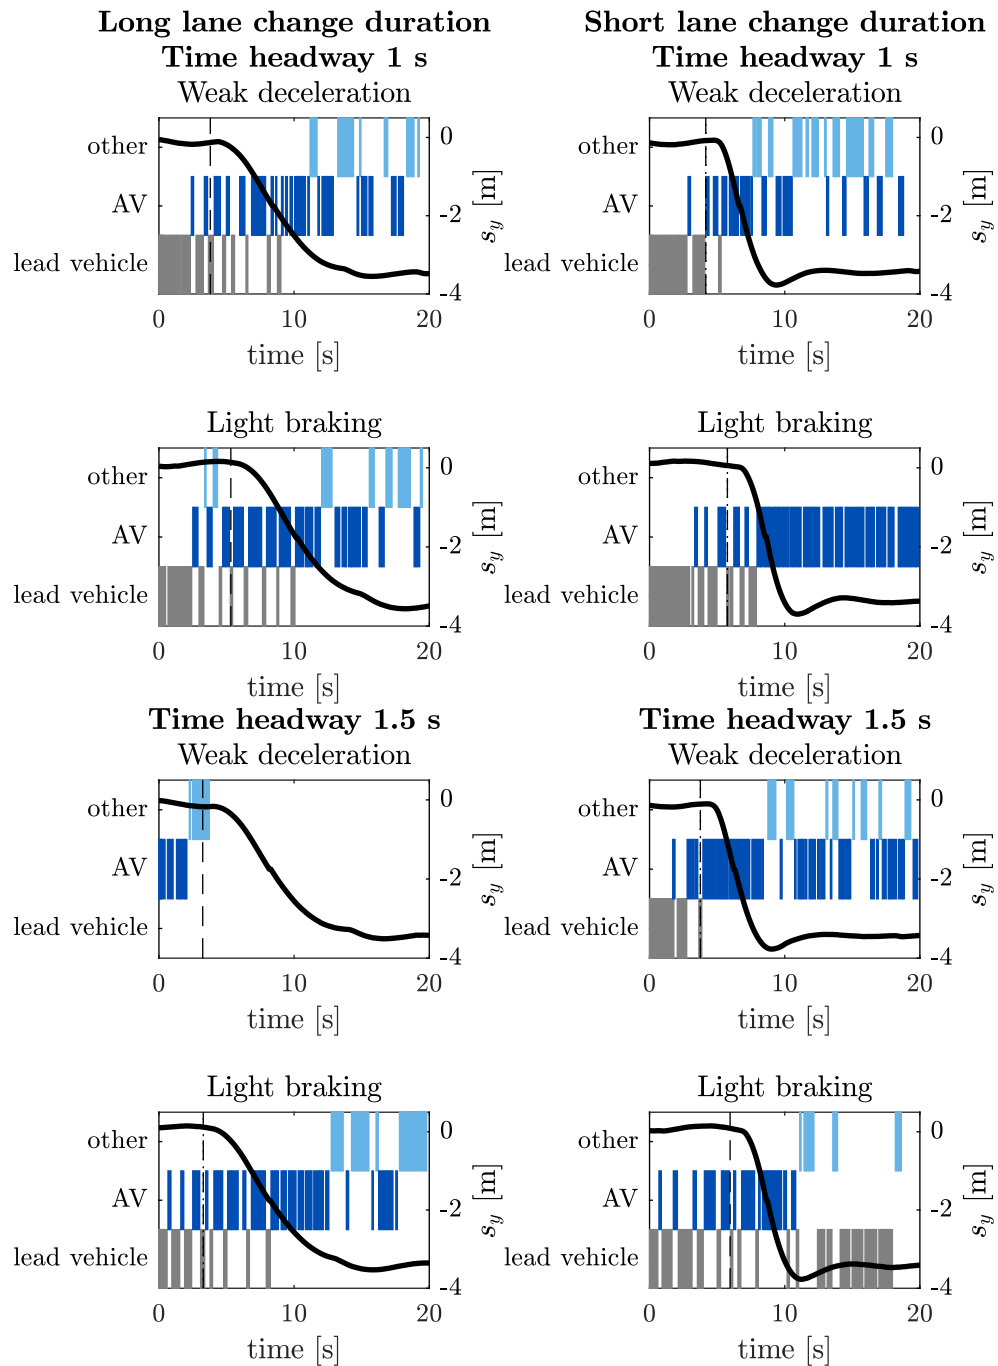 Long lane change duration
Time headway 1 s
Weak deceleration
other
AV
lead vehicle
0
-2
-4
s_y [m]
0 10 20
time [s]
Short lane change duration
Time headway 1 s
Weak deceleration
other
AV
lead vehicle
0
-2
-4
s_y [m]
0 10 20
time [s]
Light braking
other
AV
lead vehicle
0
-2
-4
s_y [m]
0 10 20
time [s]
Light braking
other
AV
lead vehicle
0
-2
-4
s_y [m]
0 10 20
time [s]
Time headway 1.5 s
Weak deceleration
other
AV
lead vehicle
0
-2
-4
s_y [m]
0 10 20
time [s]
Time headway 1.5 s
Weak deceleration
other
AV
lead vehicle
0
-2
-4
s_y [m]
0 10 20
time [s]
Light braking
other
AV
lead vehicle
0
-2
-4
s_y [m]
0 10 20
time [s]
Light braking
other
AV
lead vehicle
0
-2
-4
s_y [m]
0 10 20
time [s]